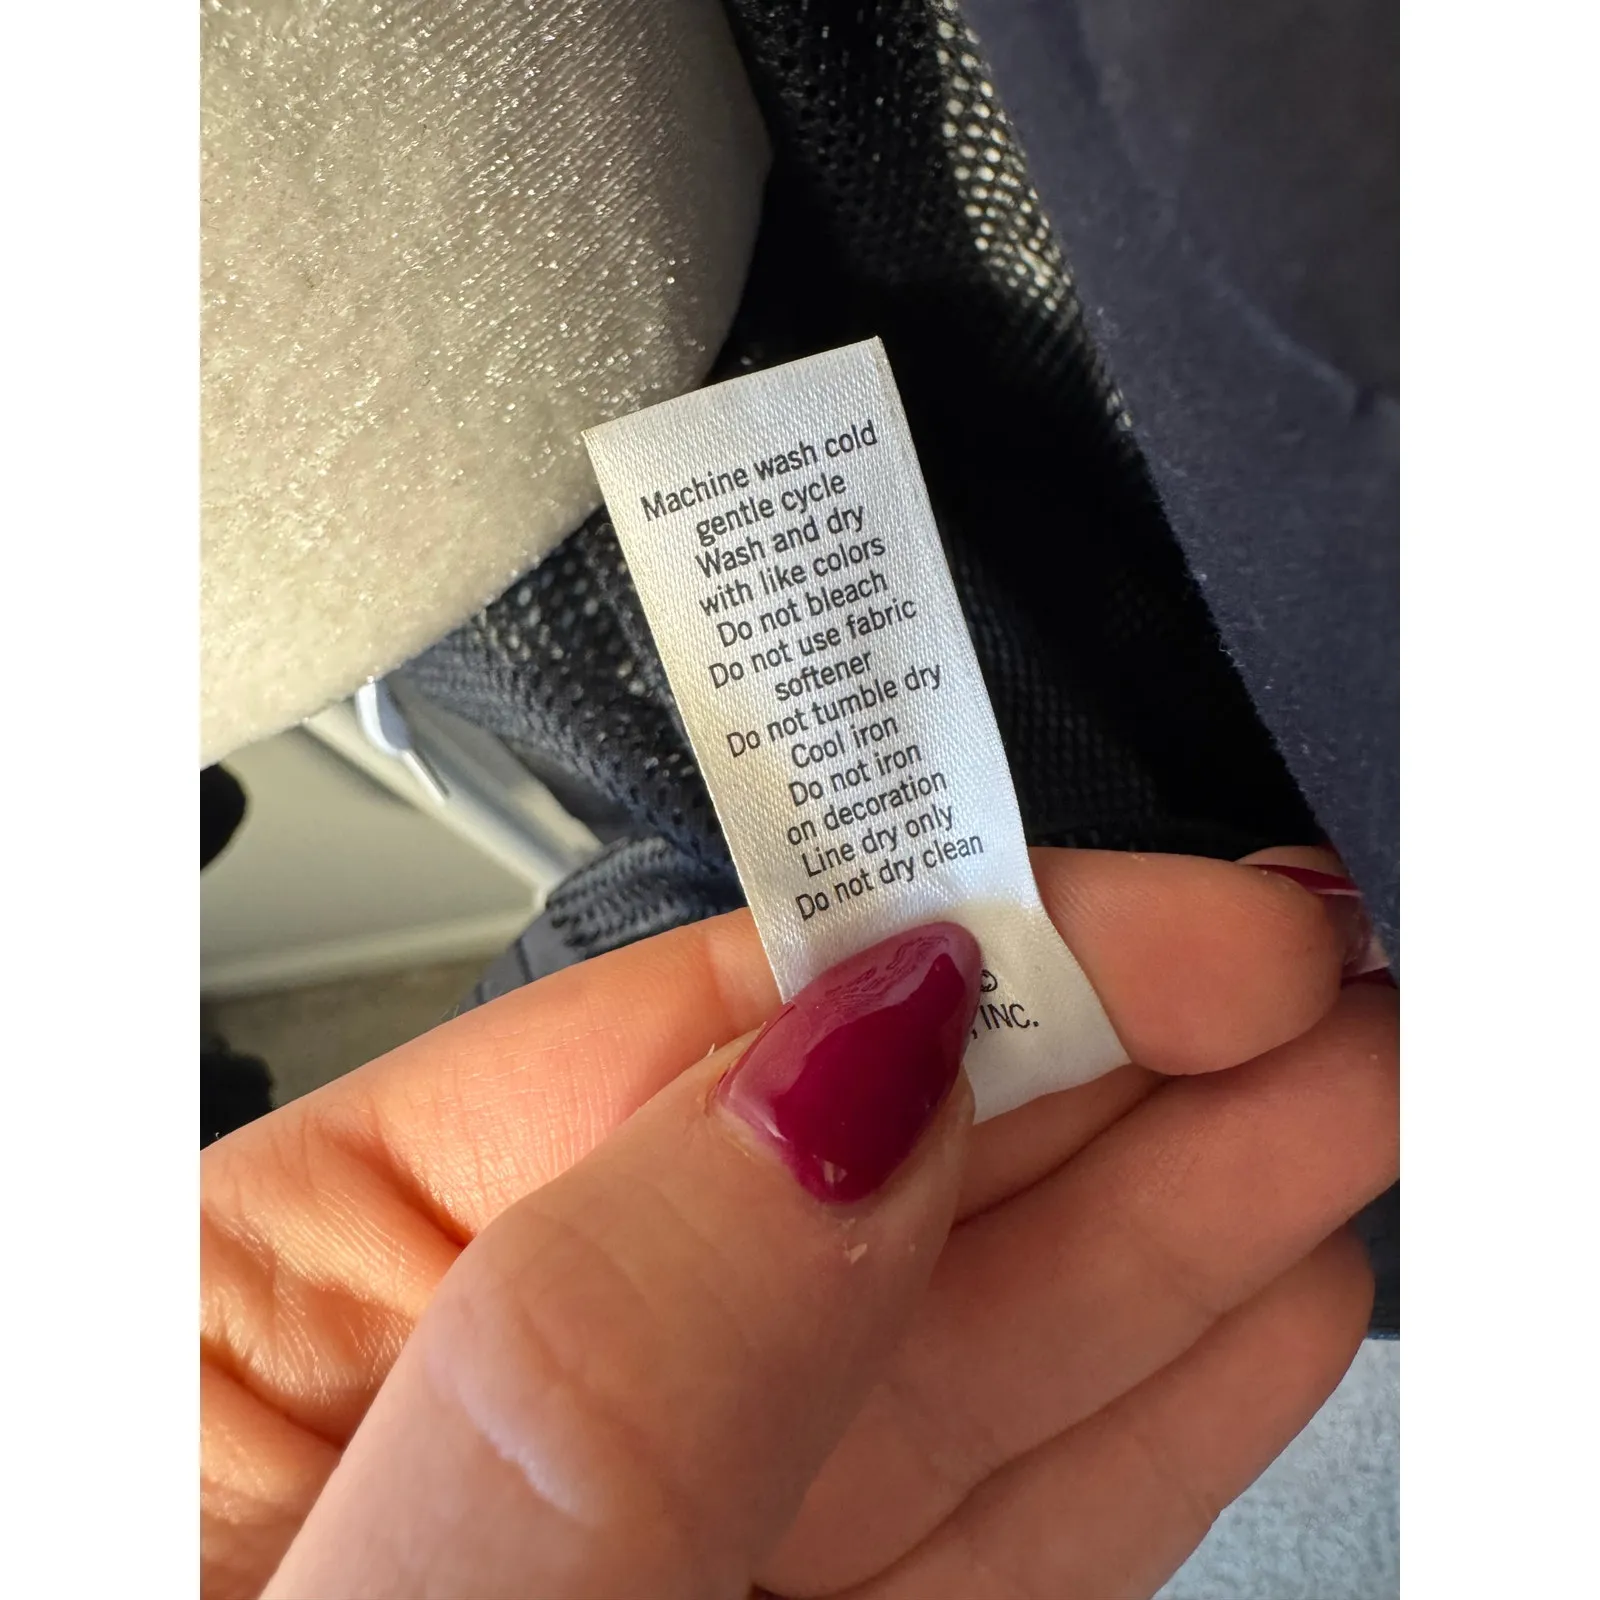 Machine wash cold
gentle cycle
Wash and dry
with like colors
Do not bleach
Do not use fabric
softener
Do not tumble dry
Cool iron
Do not iron
on decoration
Line dry only
Do not dry clean
©
, INC.